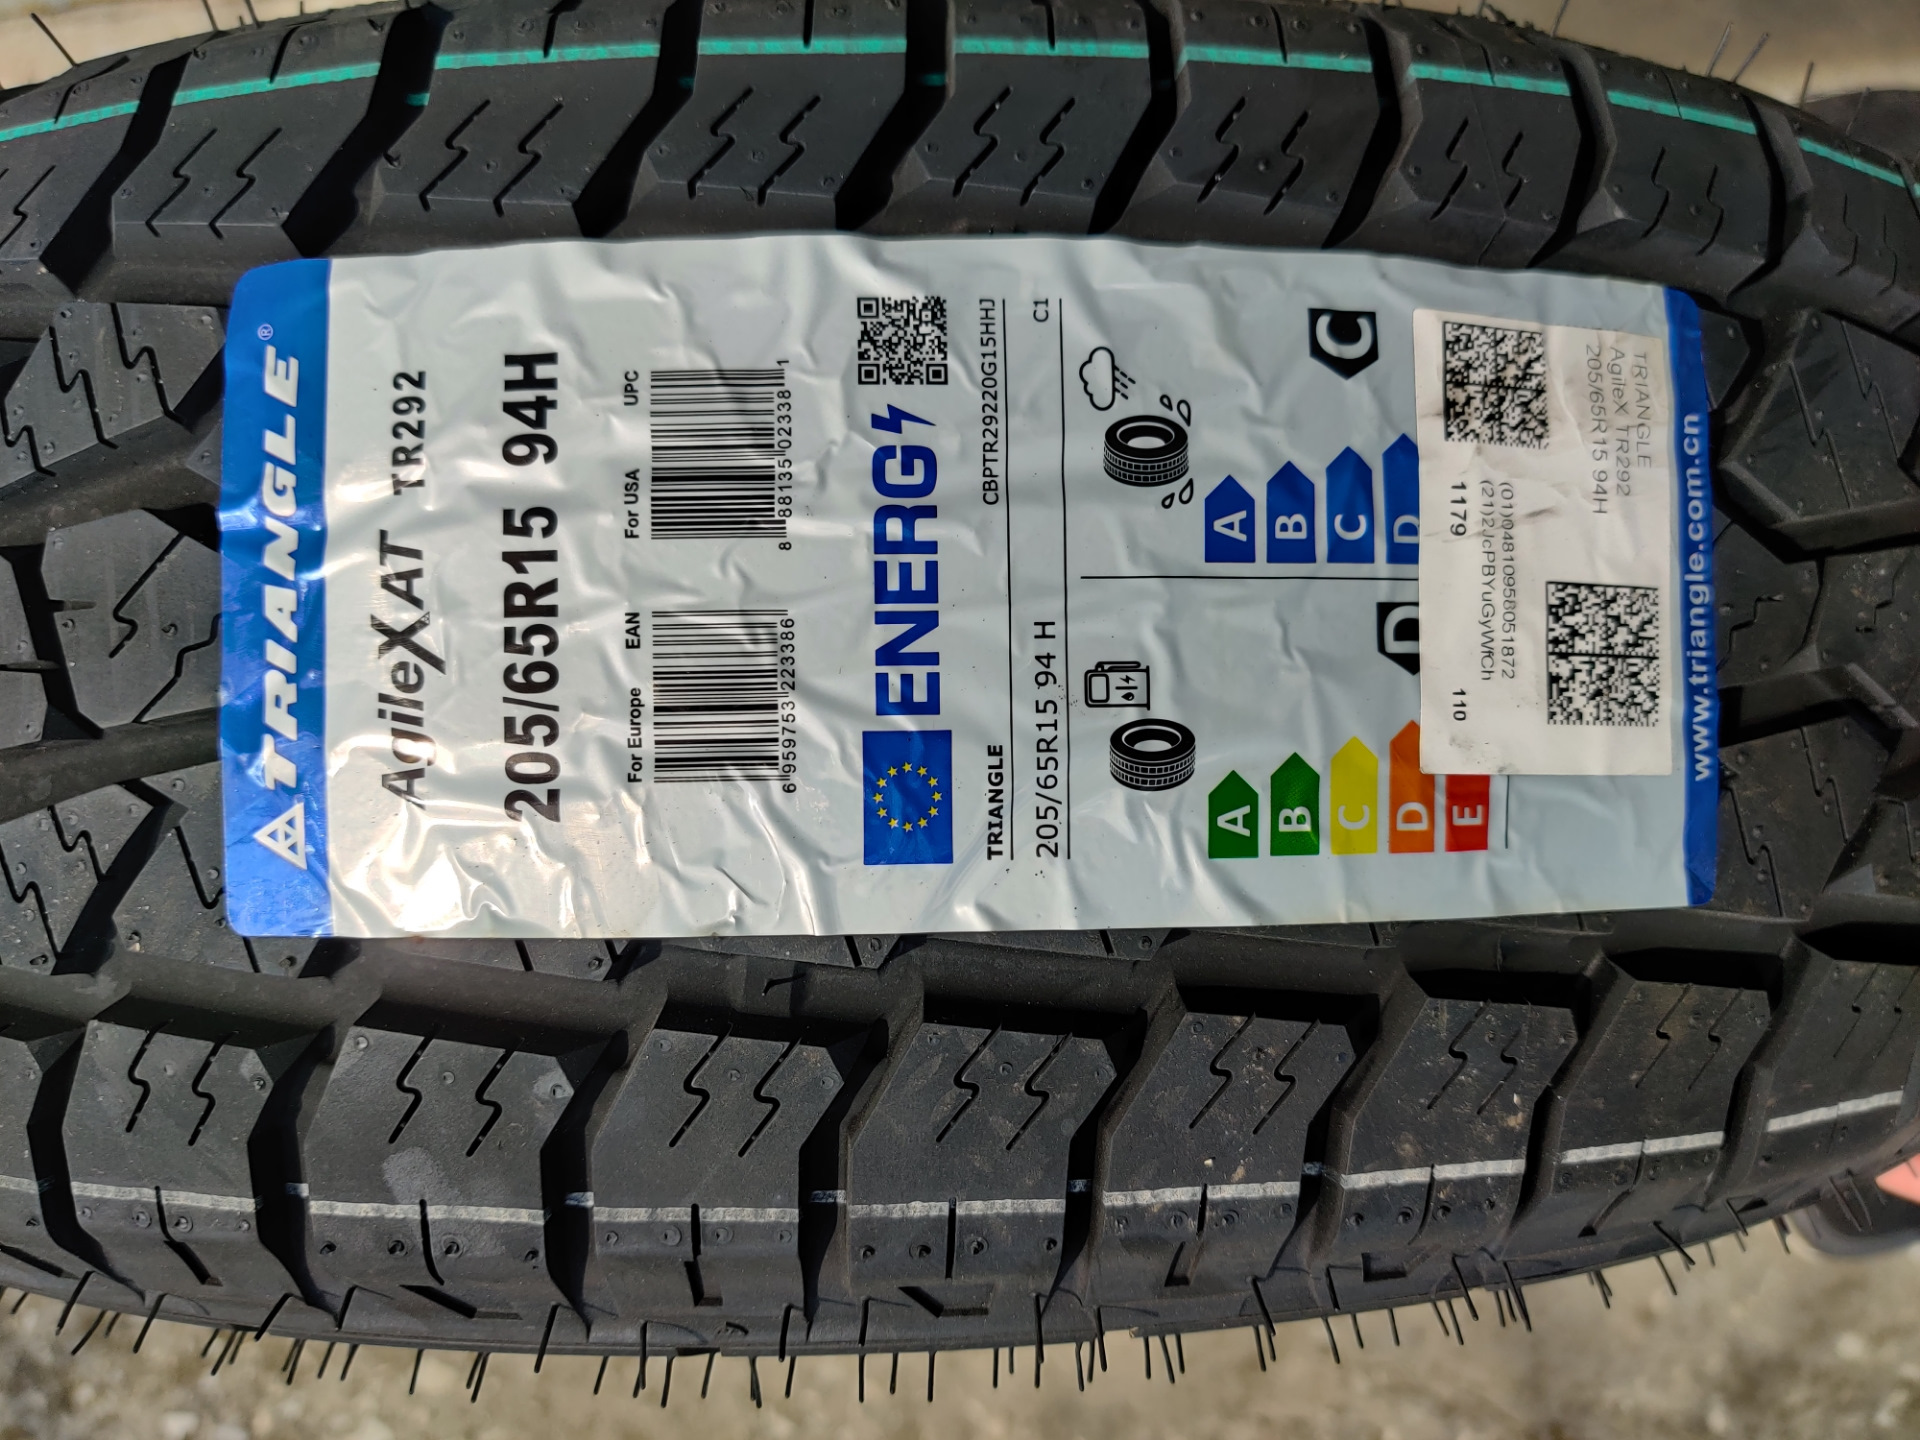 TRIANGLE®
AgileXAT TR292
205/65R15 94H
For Europe EAN
6 959753 223386
For USA UPC
8 88135 02338 1
ENERG
TRIANGLE CBPTR29220G15HHJ
205/65R15 94 H C1
A
B
C
D
E
D
A
B
C
D
C
TRIANGLE
AgileX TR292
205/65R15 94H
(01)04810958051872
1179 110
www.triangle.com.cn